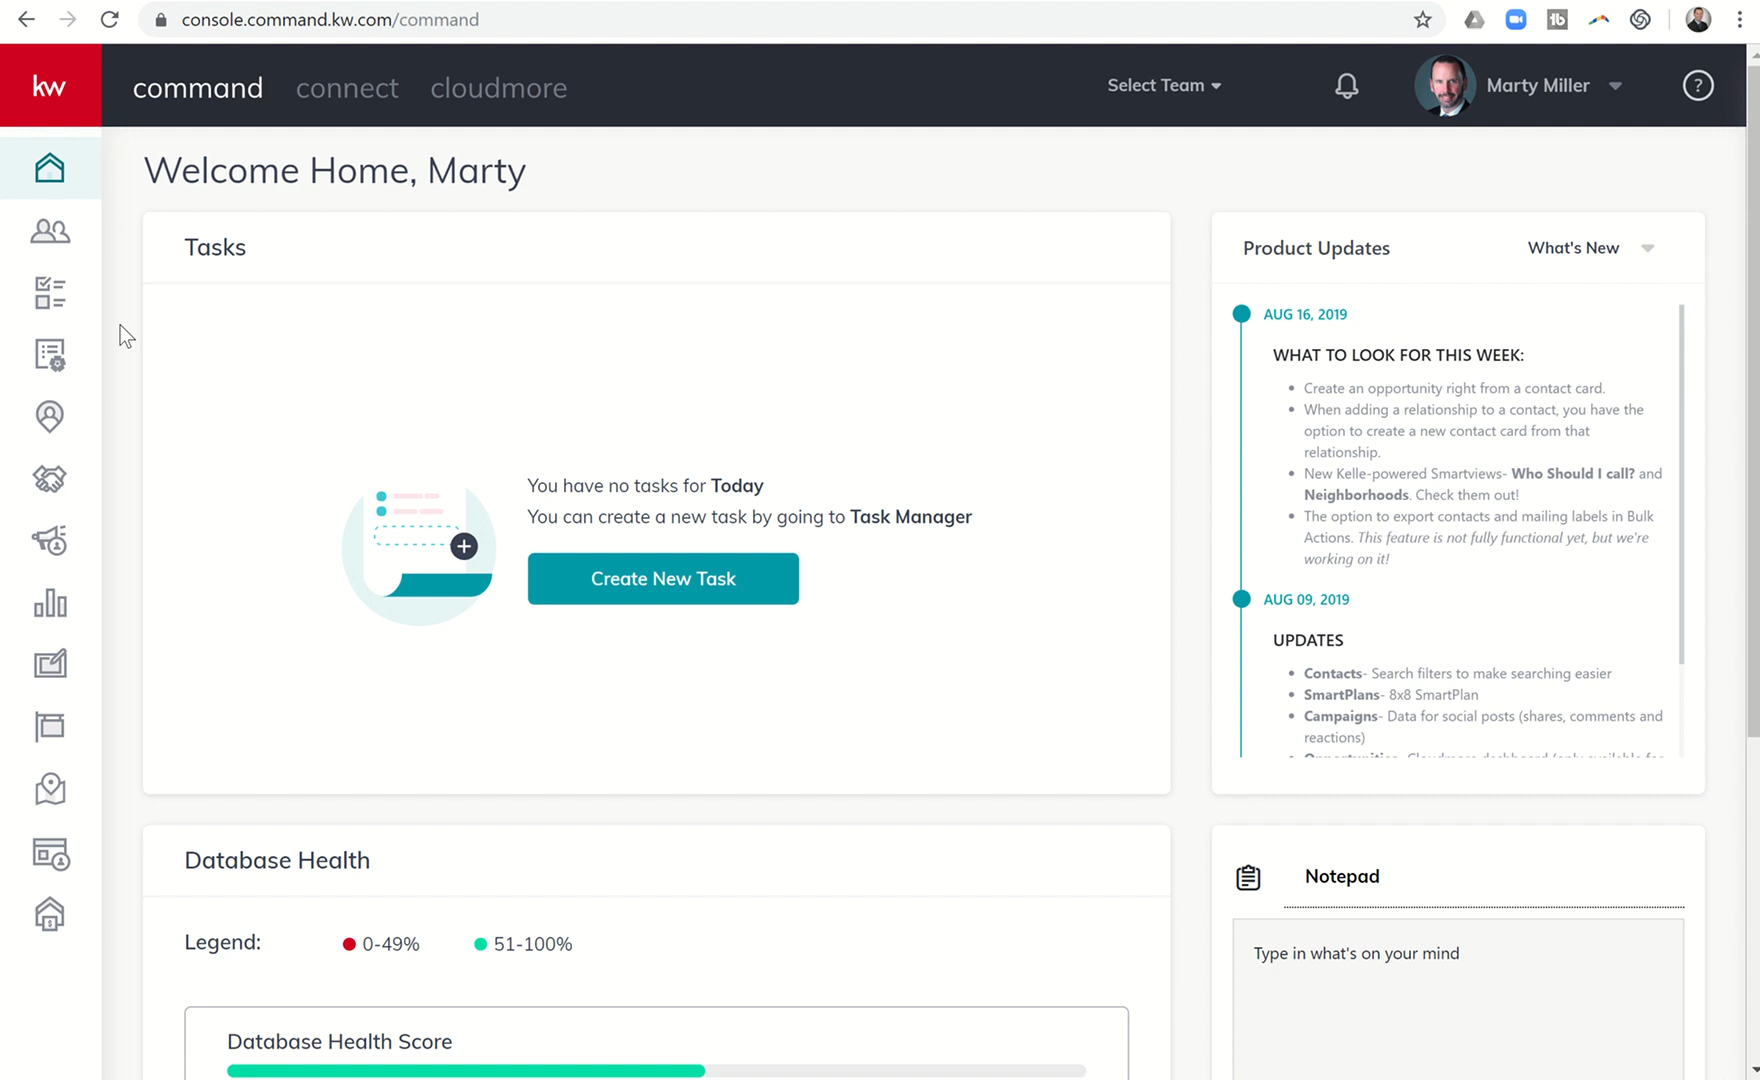 console.command.kw.com/command
kw
command connect cloudmore
Select Team
Marty Miller
?
Welcome Home, Marty
Tasks
You have no tasks for Today
You can create a new task by going to Task Manager
Create New Task
Product Updates
What's New
AUG 16, 2019
WHAT TO LOOK FOR THIS WEEK:
• Create an opportunity right from a contact card.
• When adding a relationship to a contact, you have the
option to create a new contact card from that
relationship.
• New Kelle-powered Smartviews- Who Should I call? and
Neighborhoods. Check them out!
• The option to export contacts and mailing labels in Bulk
Actions. This feature is not fully functional yet, but we're
working on it!
AUG 09, 2019
UPDATES
• Contacts- Search filters to make searching easier
• SmartPlans- 8x8 SmartPlan
• Campaigns- Data for social posts (shares, comments and
reactions)
Database Health
Legend:
0-49%
51-100%
Database Health Score
Notepad
Type in what's on your mind